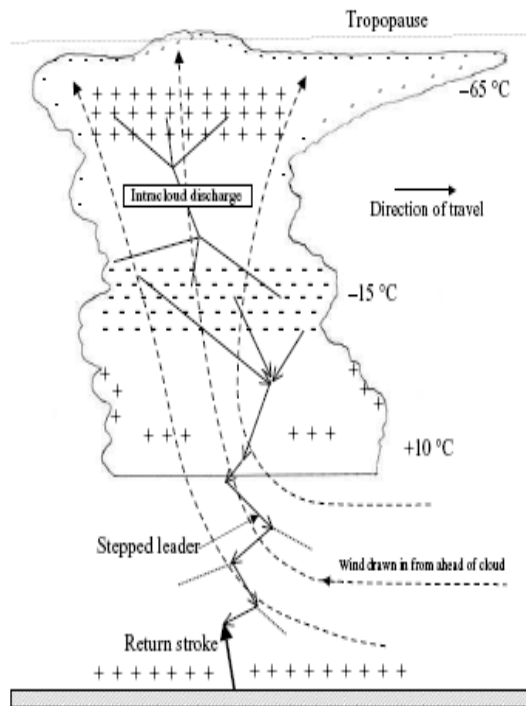 Tropopause
–65 °C
Intracloud discharge
Direction of travel
–15 °C
+10 °C
Stepped leader
Wind drawn in from ahead of cloud
Return stroke